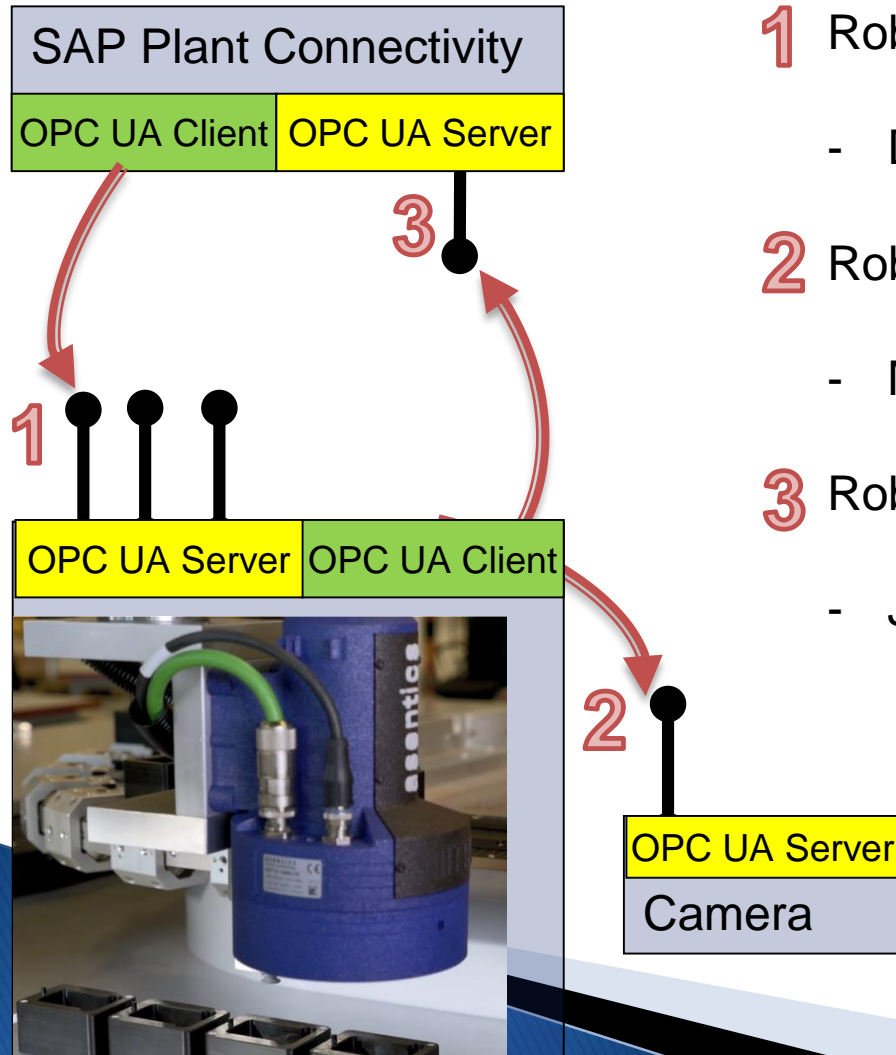 SAP Plant Connectivity
OPC UA Client OPC UA Server
3
1
OPC UA Server OPC UA Client
asentics
2
OPC UA Server
Camera
1 Rob
-
2 Rob
-
3 Rob
-